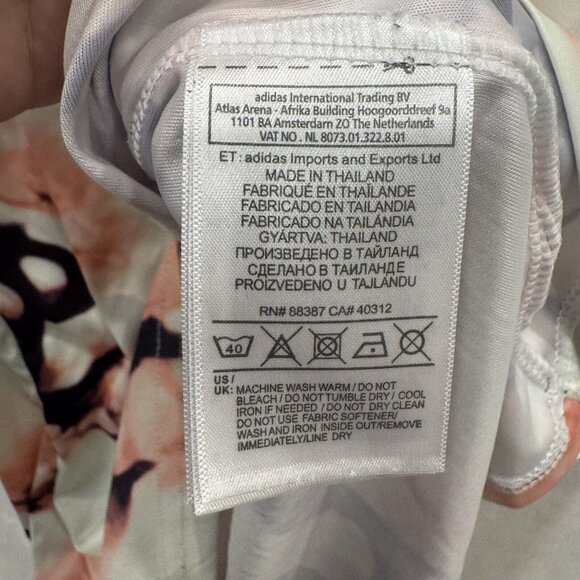 adidas International Trading BV
Atlas Arena - Afrika Building Hoogoorddreef 9a
1101 BA Amsterdam ZO The Netherlands
VAT NO . NL 8073.01.322.8.01
ET : adidas Imports and Exports Ltd
MADE IN THAILAND
FABRIQUÉ EN THAÏLANDE
FABRICADO EN TAILANDIA
FABRICADO NA TAILÂNDIA
GYÁRTVA: THAILAND
ПРОИЗВЕДЕНО В ТАЙЛАНД
СДЕЛАНО В ТАИЛАНДЕ
PROIZVEDENO U TAJLANDU
RN# 88387 CA# 40312
40
US /
UK: MACHINE WASH WARM / DO NOT
BLEACH / DO NOT TUMBLE DRY / COOL
IRON IF NEEDED / DO NOT DRY CLEAN
DO NOT USE FABRIC SOFTENER/
WASH AND IRON INSIDE OUT/REMOVE
IMMEDIATELY/LINE DRY